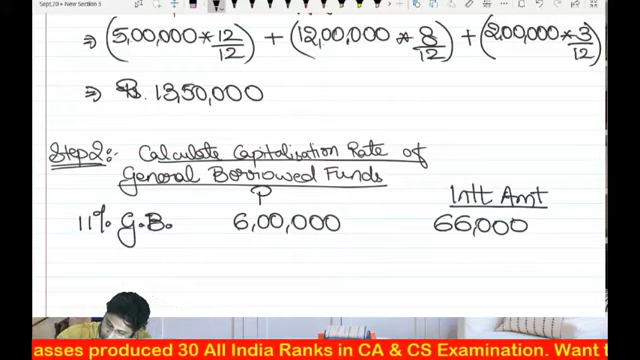 Sept.20 ÷ New Section 3
⇒ (5,00,000 * 12/12) + (12,00,000 * 8/12) + (2,00,000 * 3/12)
⇒ Rs. 13,50,000
Step 2:- Calculate Capitalisation Rate of
General Borrowed Funds
P Intt Amt
11% G.B. 6,00,000 66,000
asses produced 30 All India Ranks in CA & CS Examination. Want t